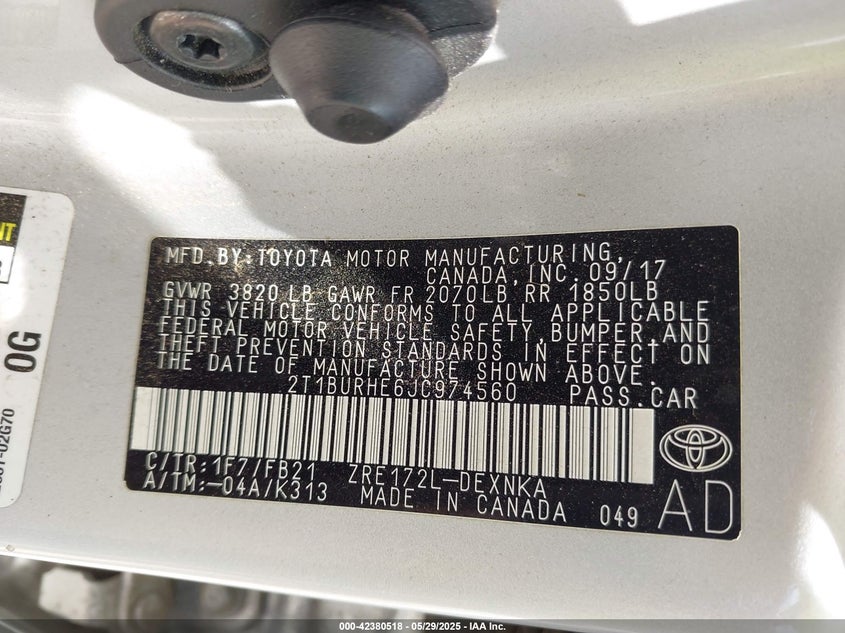 MFD.BY:TOYOTA MOTOR MANUFACTURING,
CANADA,INC. 09/17
GVWR 3820 LB GAWR FR 2070LB RR 1850LB
THIS VEHICLE CONFORMS TO ALL APPLICABLE
FEDERAL MOTOR VEHICLE SAFETY,BUMPER,AND
THEFT PREVENTION STANDARDS IN EFFECT ON
THE DATE OF MANUFACTURE SHOWN ABOVE.
2T1BURHE6JC974560 PASS.CAR
C/TR:1F7/FB21 ZRE172L-DEXNKA
A/TM:-04A/K313 MADE IN CANADA 049 AD
0G
000-42380518 - 05/29/2025 - IAA Inc.